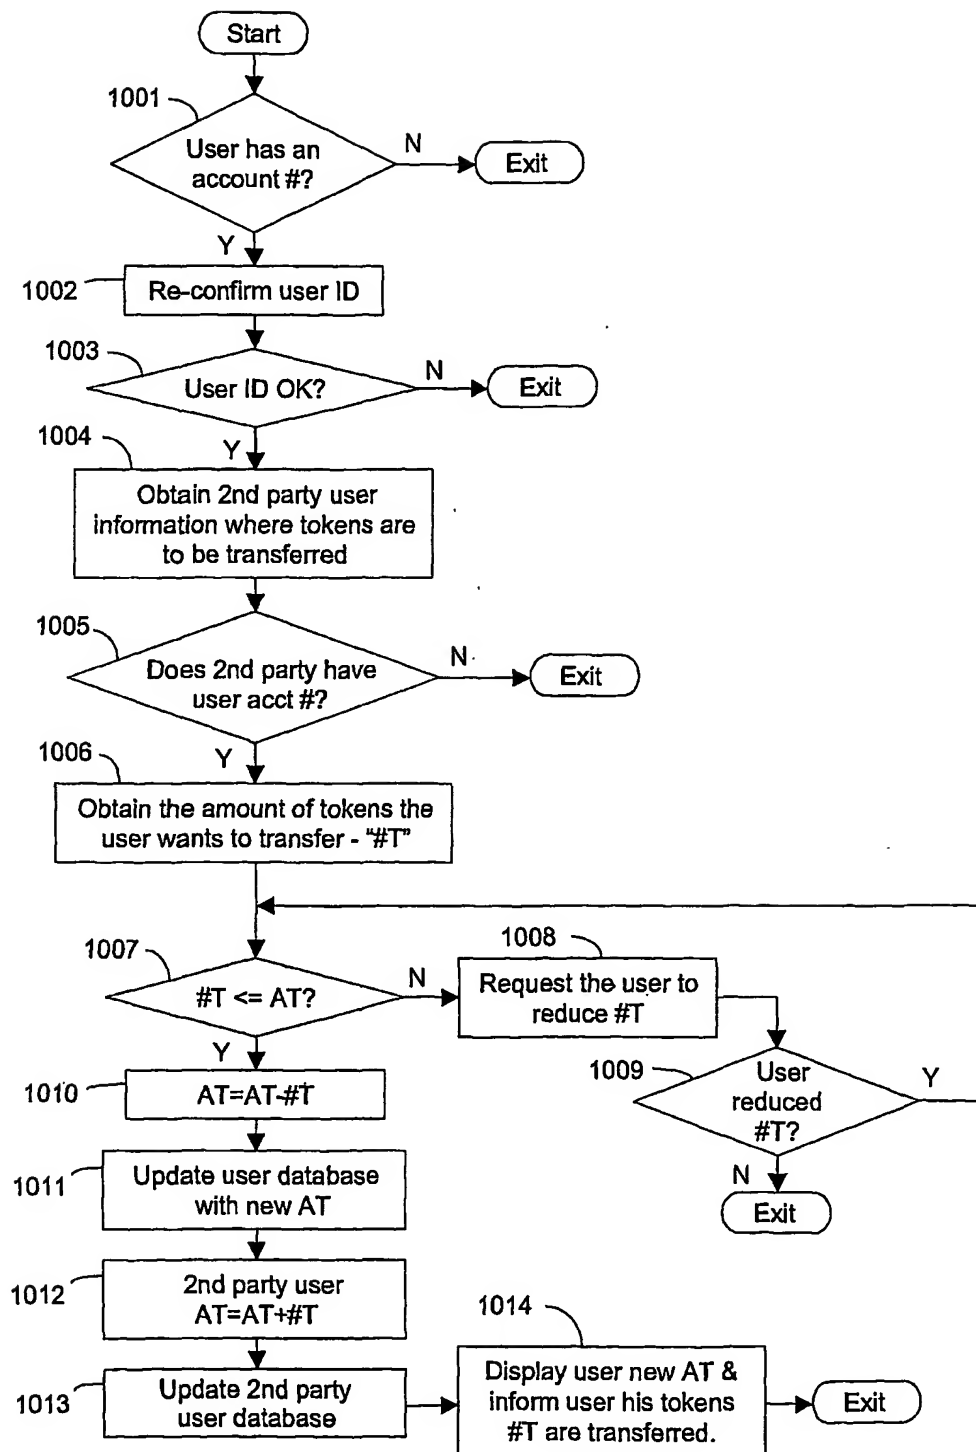 Start
1001
User has an
account #?
N
Exit
Y
1002
Re-confirm user ID
1003
User ID OK?
N
Exit
1004
Y
Obtain 2nd party user
information where tokens are
to be transferred
1005
Does 2nd party have
user acct #?
N
Exit
1006
Y
Obtain the amount of tokens the
user wants to transfer - "#T"
1007
#T <= AT?
N
1008
Request the user to
reduce #T
1009
User
reduced
#T?
Y
N
Exit
Y
1010
AT=AT-#T
1011
Update user database
with new AT
1012
2nd party user
AT=AT+#T
1013
Update 2nd party
user database
1014
Display user new AT &
inform user his tokens
#T are transferred.
Exit